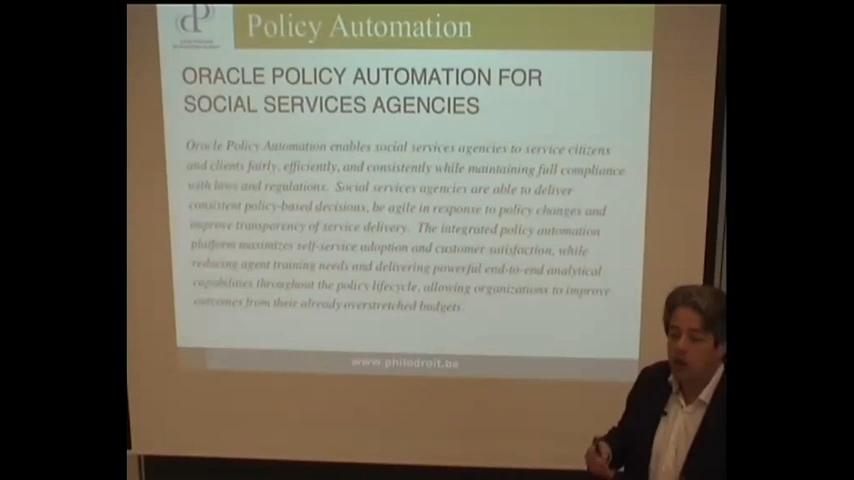 Policy Automation
ORACLE POLICY AUTOMATION FOR
SOCIAL SERVICES AGENCIES
Oracle Policy Automation enables social services agencies to service citizens
and clients fairly, efficiently, and consistently while maintaining full compliance
with laws and regulations. Social services agencies are able to deliver
consistent policy-based decisions, be agile in response to policy changes and
improve transparency of service delivery. The integrated policy automation
platform maximizes self-service adoption and customer satisfaction, while
reducing agent training needs and delivering powerful end-to-end analytical
capabilities throughout the policy lifecycle, allowing organizations to improve
outcomes from their already overstretched budgets.
www.philodroit.be